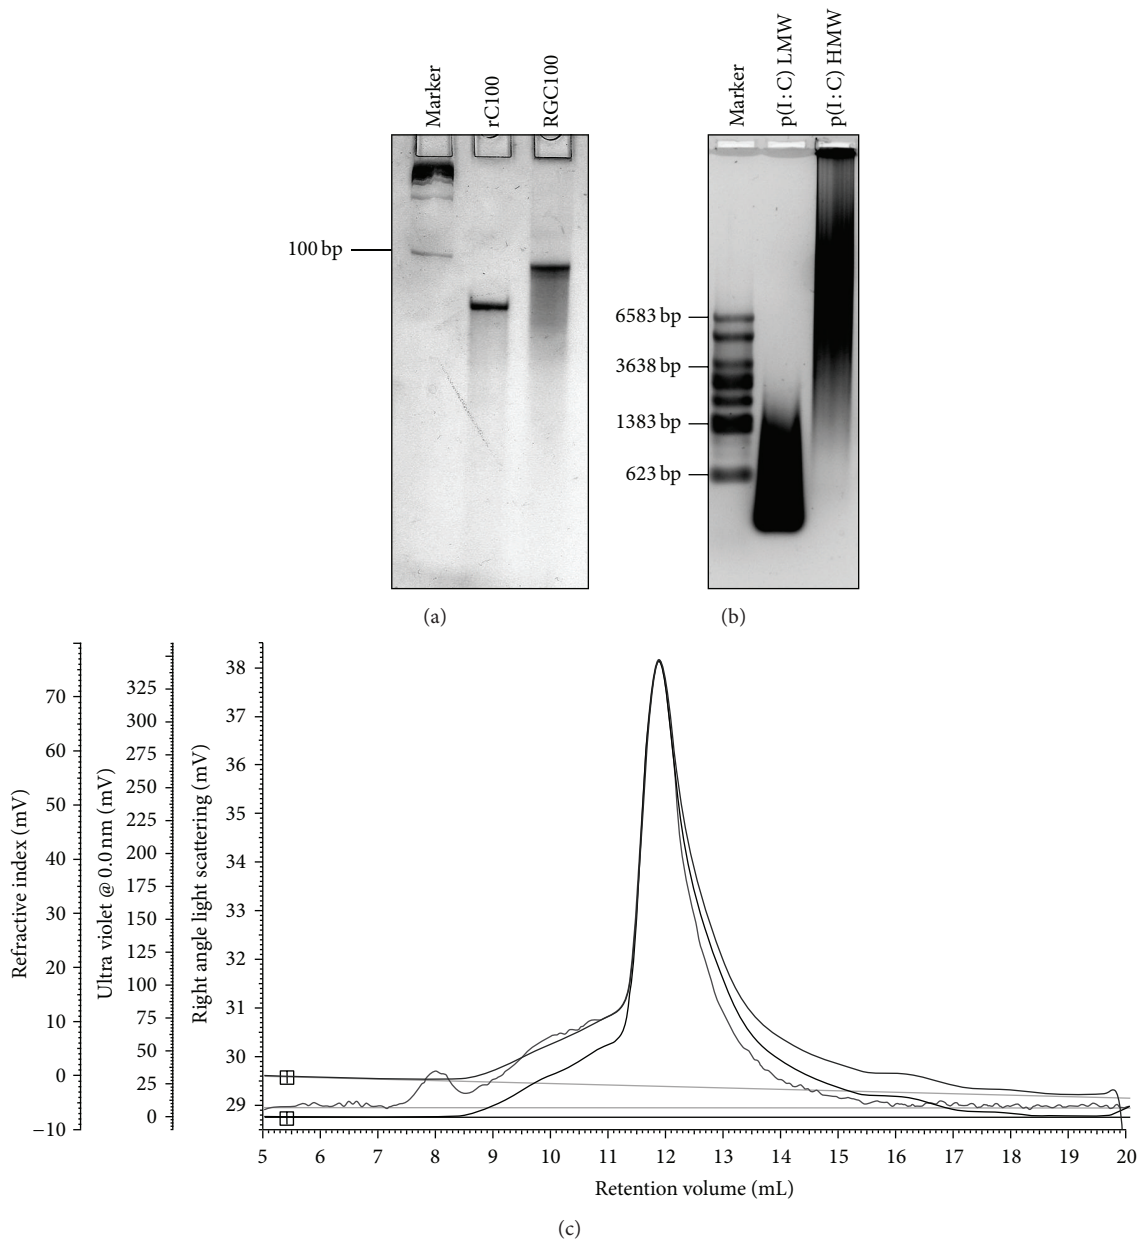 Marker
rC100
RGC100
100 bp
(a)
Marker
p(I : C) LMW
p(I : C) HMW
6583 bp
3638 bp
1383 bp
623 bp
(b)
Refractive index (mV)
70
60
50
40
30
20
10
0
−10
Ultra violet @ 0.0 nm (mV)
325
300
275
250
225
200
175
150
125
100
75
50
25
0
Right angle light scattering (mV)
38
37
36
35
34
33
32
31
30
29
5 6 7 8 9 10 11 12 13 14 15 16 17 18 19 20
Retention volume (mL)
(c)